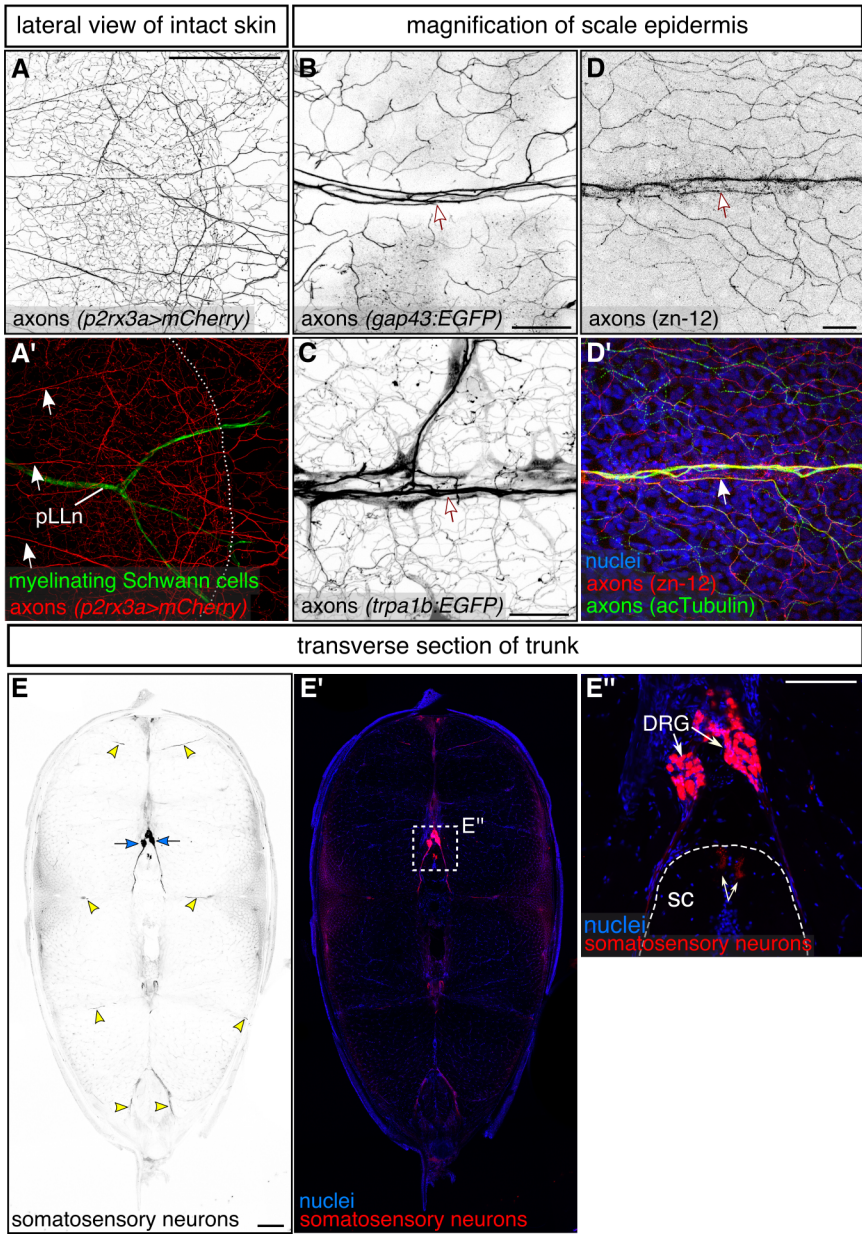 lateral view of intact skin
magnification of scale epidermis
A
axons (p2rx3a>mCherry)
B
axons (gap43:EGFP)
D
axons (zn-12)
A'
pLLn
myelinating Schwann cells
axons (p2rx3a>mCherry)
C
axons (trpa1b:EGFP)
D'
nuclei
axons (zn-12)
axons (acTubulin)
transverse section of trunk
E
somatosensory neurons
E'
E"
nuclei
somatosensory neurons
E"
DRG
SC
nuclei
somatosensory neurons